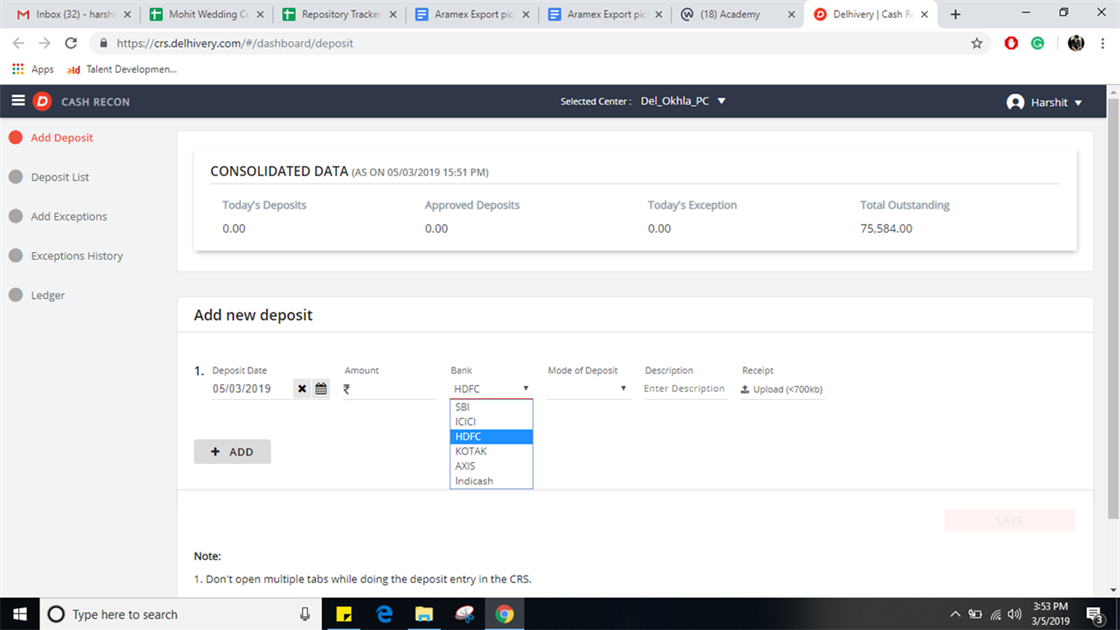 Inbox (32) - harshi
Mohit Wedding Co
Repository Tracker
Aramex Export pic
Aramex Export pic
(18) Academy
Delhivery | Cash Re
https://crs.delhivery.com/#/dashboard/deposit
Apps
ald Talent Developmen...
D CASH RECON
Selected Center : Del_Okhla_PC
Harshit
Add Deposit
Deposit List
Add Exceptions
Exceptions History
Ledger
CONSOLIDATED DATA (AS ON 05/03/2019 15:51 PM)
Today's Deposits Approved Deposits Today's Exception Total Outstanding
0.00 0.00 0.00 75,584.00
Add new deposit
1. Deposit Date Amount Bank Mode of Deposit Description Receipt
05/03/2019 ₹ HDFC Enter Description Upload (<700kb)
SBI
ICICI
HDFC
KOTAK
AXIS
Indicash
+ ADD
SAVE
Note:
1. Don't open multiple tabs while doing the deposit entry in the CRS.
Type here to search
3:53 PM
3/5/2019
3